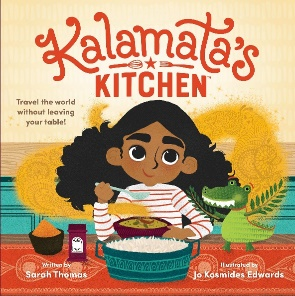 Kalamata's
KITCHEN
Travel the world
without leaving
your table!
Written by
Sarah Thomas
Illustrated by
Jo Kosmides Edwards